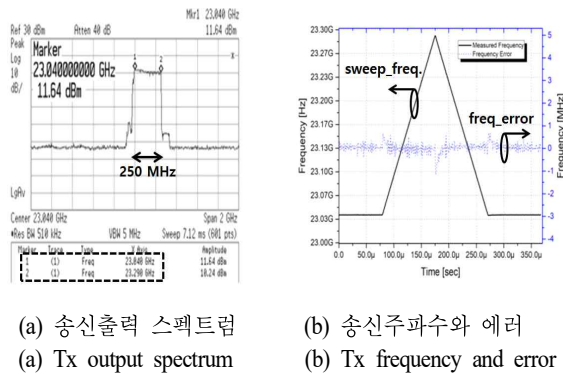 Mkr1 23.040 GHz
Ref 30 dBm Atten 40 dB 11.64 dBm
Peak
Log
10
dB/
Marker
23.040000000 GHz
11.64 dBm
1 2
250 MHz
LgAv
Center 23.040 GHz Span 2 GHz
#Res BW 510 kHz VBW 5 MHz Sweep 7.12 ms (601 pts)
Marker Trace Type X Axis Amplitude
1 (1) Freq 23.040 GHz 11.64 dBm
2 (1) Freq 23.290 GHz 10.24 dBm
Measured Frequency
Frequency Error
sweep_freq.
freq_error
Frequency [Hz]
23.30G
23.27G
23.23G
23.20G
23.17G
23.13G
23.10G
23.07G
23.03G
23.00G
5
4
3
2
1
0
-1
-2
-3
-4
Frequency [MHz]
0.0 50.0µ 100.0µ 150.0µ 200.0µ 250.0µ 300.0µ 350.0µ
Time [sec]
(a) 송신출력 스펙트럼
(a) Tx output spectrum
(b) 송신주파수와 에러
(b) Tx frequency and error